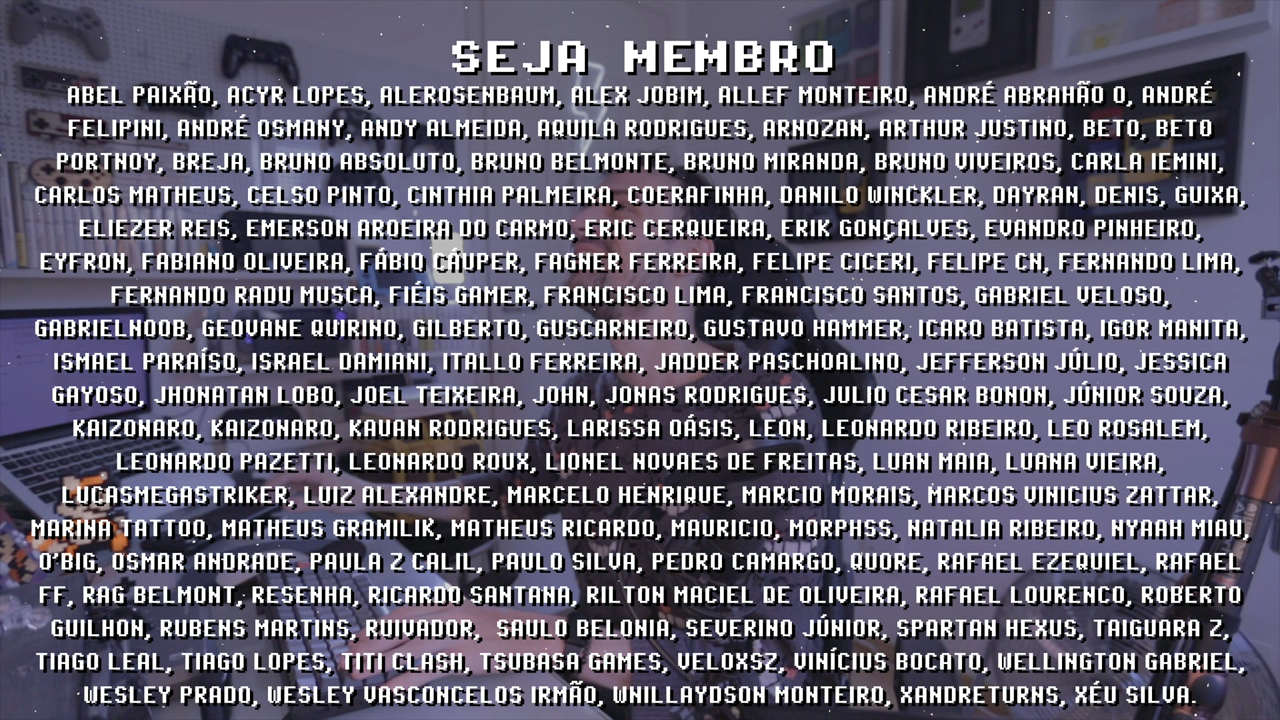 SEJA MEMBRO
ABEL PAIXÃO, ACYR LOPES, ALEROSENBAUM, ALEX JOBIM, ALLEF MONTEIRO, ANDRÉ ABRAHÃO O, ANDRÉ
FELIPINI, ANDRÉ OSMANY, ANDY ALMEIDA, AQUILA RODRIGUES, ARNOZAN, ARTHUR JUSTINO, BETO, BETO
PORTNOY, BREJA, BRUNO ABSOLUTO, BRUNO BELMONTE, BRUNO MIRANDA, BRUNO VIVEIROS, CARLA IEMINI,
CARLOS MATHEUS, CELSO PINTO, CINTHIA PALMEIRA, COERAFINHA, DANILO WINCKLER, DAYRAN, DENIS, GUIXA,
ELIEZER REIS, EMERSON AROEIRA DO CARMO, ERIC CERQUEIRA, ERIK GONÇALVES, EVANDRO PINHEIRO,
EYFRON, FABIANO OLIVEIRA, FÁBIO CÁUPER, FAGNER FERREIRA, FELIPE CICERI, FELIPE CN, FERNANDO LIMA,
FERNANDO RADU MUSCA, FIÉIS GAMER, FRANCISCO LIMA, FRANCISCO SANTOS, GABRIEL VELOSO,
GABRIELNOOB, GEOVANE QUIRINO, GILBERTO, GUSCARNEIRO, GUSTAVO HAMMER, ICARO BATISTA, IGOR MANITA,
ISMAEL PARAÍSO, ISRAEL DAMIANI, ITALLO FERREIRA, JADDER PASCHOALINO, JEFFERSON JÚLIO, JESSICA
GAYOSO, JHONATAN LOBO, JOEL TEIXEIRA, JOHN, JONAS RODRIGUES, JULIO CESAR BONON, JÚNIOR SOUZA,
KAIZONARO, KAIZONARO, KAUAN RODRIGUES, LARISSA OÁSIS, LEON, LEONARDO RIBEIRO, LEO ROSALEM,
LEONARDO PAZETTI, LEONARDO ROUX, LIONEL NOVAES DE FREITAS, LUAN MAIA, LUANA VIEIRA,
LUCASMEGASTRIKER, LUIZ ALEXANDRE, MARCELO HENRIQUE, MARCIO MORAIS, MARCOS VINICIUS ZATTAR,
MARINA TATTOO, MATHEUS GRAMILIK, MATHEUS RICARDO, MAURICIO, MORPHSS, NATALIA RIBEIRO, NYAAH MIAU,
O'BIG, OSMAR ANDRADE, PAULA Z CALIL, PAULO SILVA, PEDRO CAMARGO, QUORE, RAFAEL EZEQUIEL, RAFAEL
FF, RAG BELMONT, RESENHA, RICARDO SANTANA, RILTON MACIEL DE OLIVEIRA, RAFAEL LOURENCO, ROBERTO
GUILHON, RUBENS MARTINS, RUIVADOR, SAULO BELONIA, SEVERINO JÚNIOR, SPARTAN HEXUS, TAIGUARA Z,
TIAGO LEAL, TIAGO LOPES, TITI CLASH, TSUBASA GAMES, VELOXSZ, VINÍCIUS BOCATO, WELLINGTON GABRIEL,
WESLEY PRADO, WESLEY VASCONCELOS IRMÃO, WNILLAYDSON MONTEIRO, XANDRETURNS, XÉU SILVA.